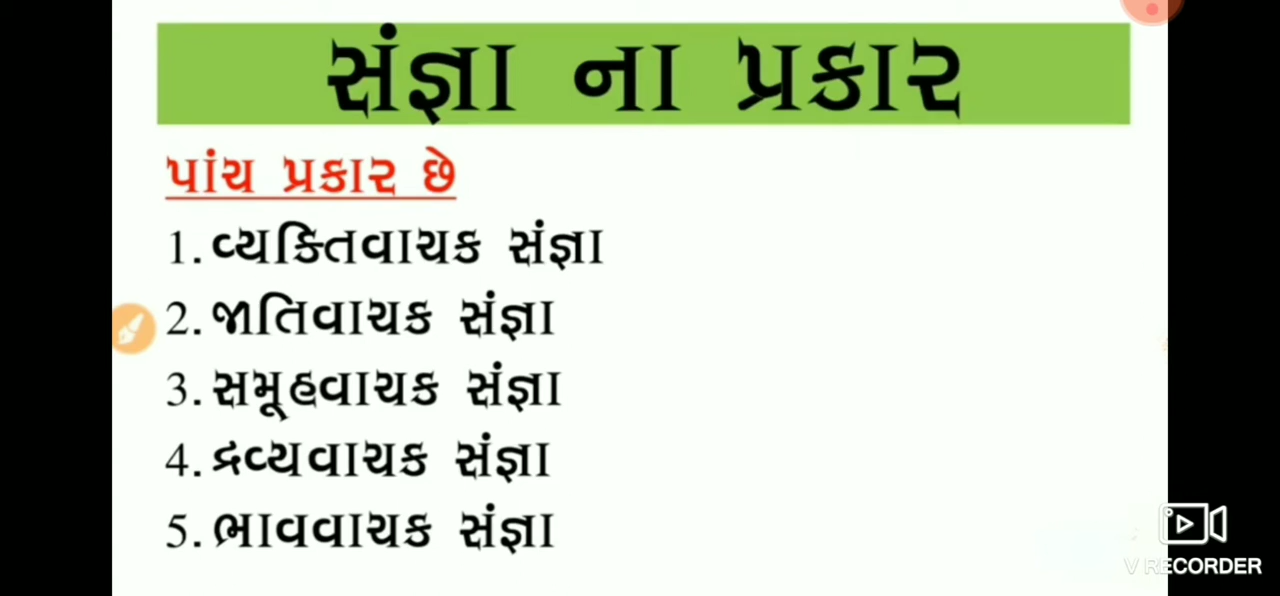 સંજ્ઞા ના પ્રકાર
પાંચ પ્રકાર છે
1. વ્યક્તિવાચક સંજ્ઞા
2. જાતિવાચક સંજ્ઞા
3. સમૂહવાચક સંજ્ઞા
4. દ્રવ્યવાચક સંજ્ઞા
5. ભાવવાચક સંજ્ઞા
V RECORDER